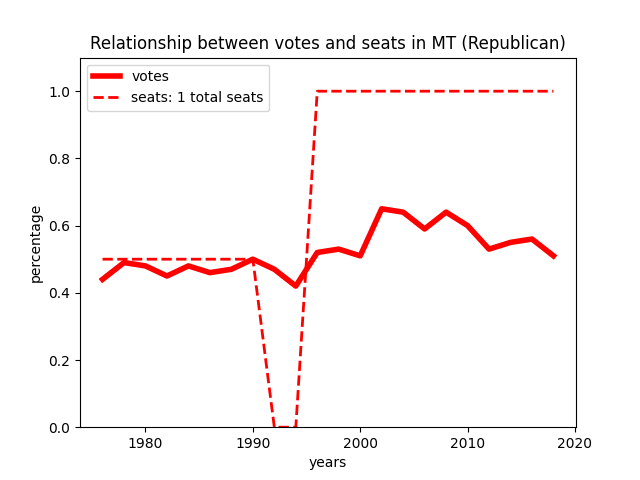 Relationship between votes and seats in MT (Republican)
votes
seats: 1 total seats
percentage
1.0
0.8
0.6
0.4
0.2
0.0
1980
1990
2000
2010
2020
years